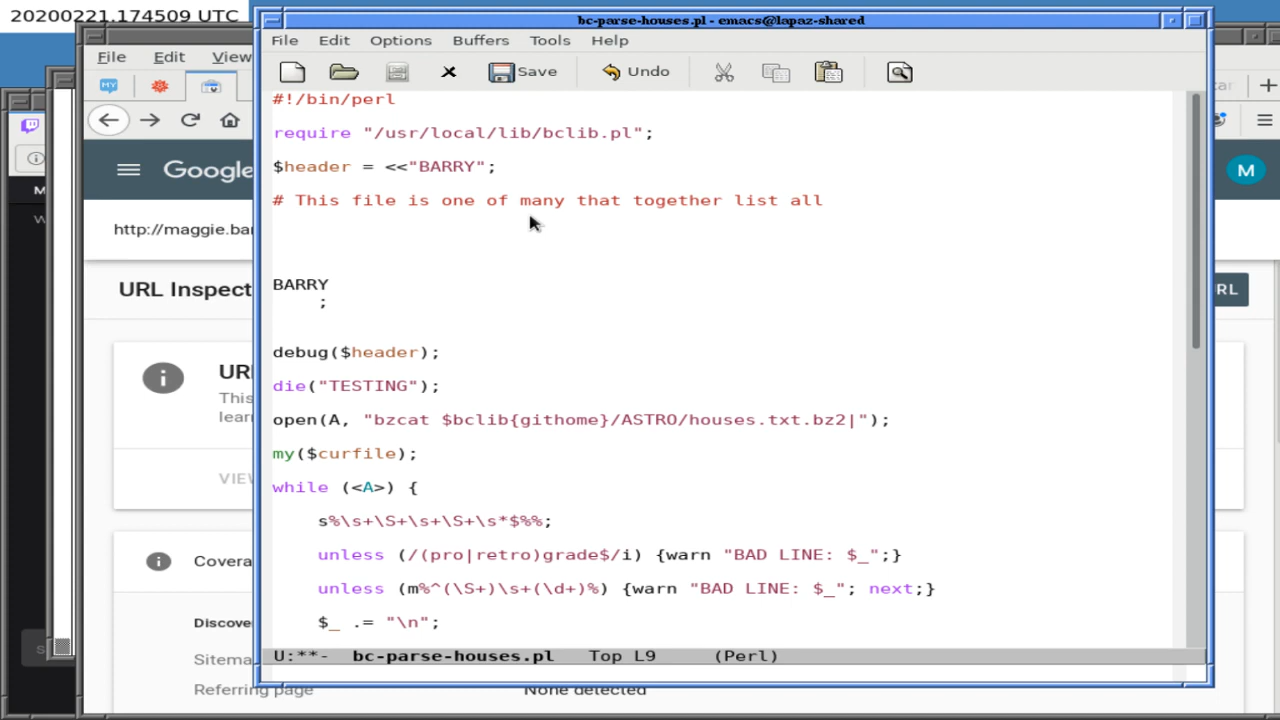 20200221.174509 UTC
bc-parse-houses.pl - emacs@lapaz-shared
File Edit Options Buffers Tools Help
Save Undo
#!/bin/perl
require "/usr/local/lib/bclib.pl";
$header = <<"BARRY";
# This file is one of many that together list all
BARRY
;
debug($header);
die("TESTING");
open(A, "bzcat $bclib{githome}/ASTRO/houses.txt.bz2|");
my($curfile);
while (<A>) {
s%\s+\S+\s+\S+\s*$%%;
unless (/(pro|retro)grade$/i) {warn "BAD LINE: $_";}
unless (m%^(\S+)\s+(\d+)%) {warn "BAD LINE: $_"; next;}
$_ .= "\n";
U:**- bc-parse-houses.pl Top L9 (Perl)
File Edit View
Google
M
http://maggie.bar
URL Inspect
URL
This
learn
VIEW
Covera
Discove
Sitema
Referring page None detected